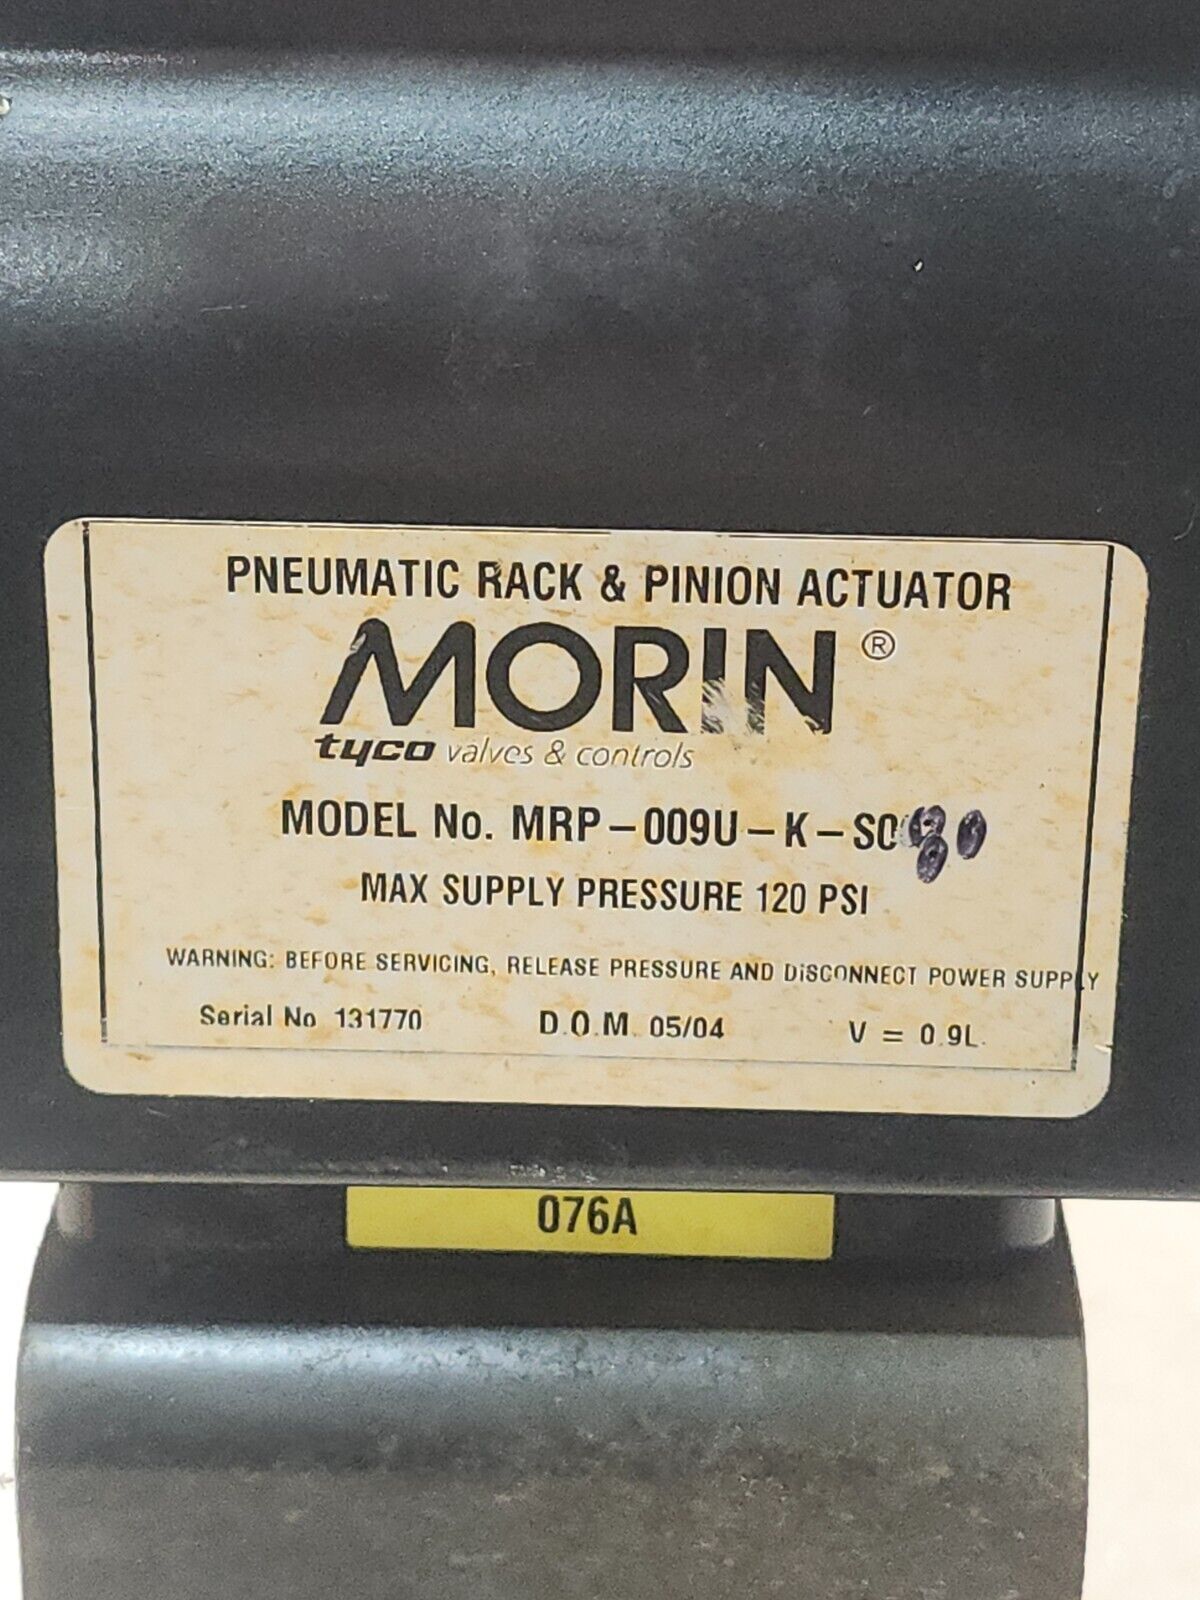 PNEUMATIC RACK & PINION ACTUATOR
MORIN ®
tyco valves & controls
MODEL No. MRP-009U-K-
MAX SUPPLY PRESSURE 120 PSI
WARNING: BEFORE SERVICING, RELEASE PRESSURE AND DISCONNECT POWER SUPPLY
Serial No 131770 D.O.M. 05/04 V = 0.9L.
076A